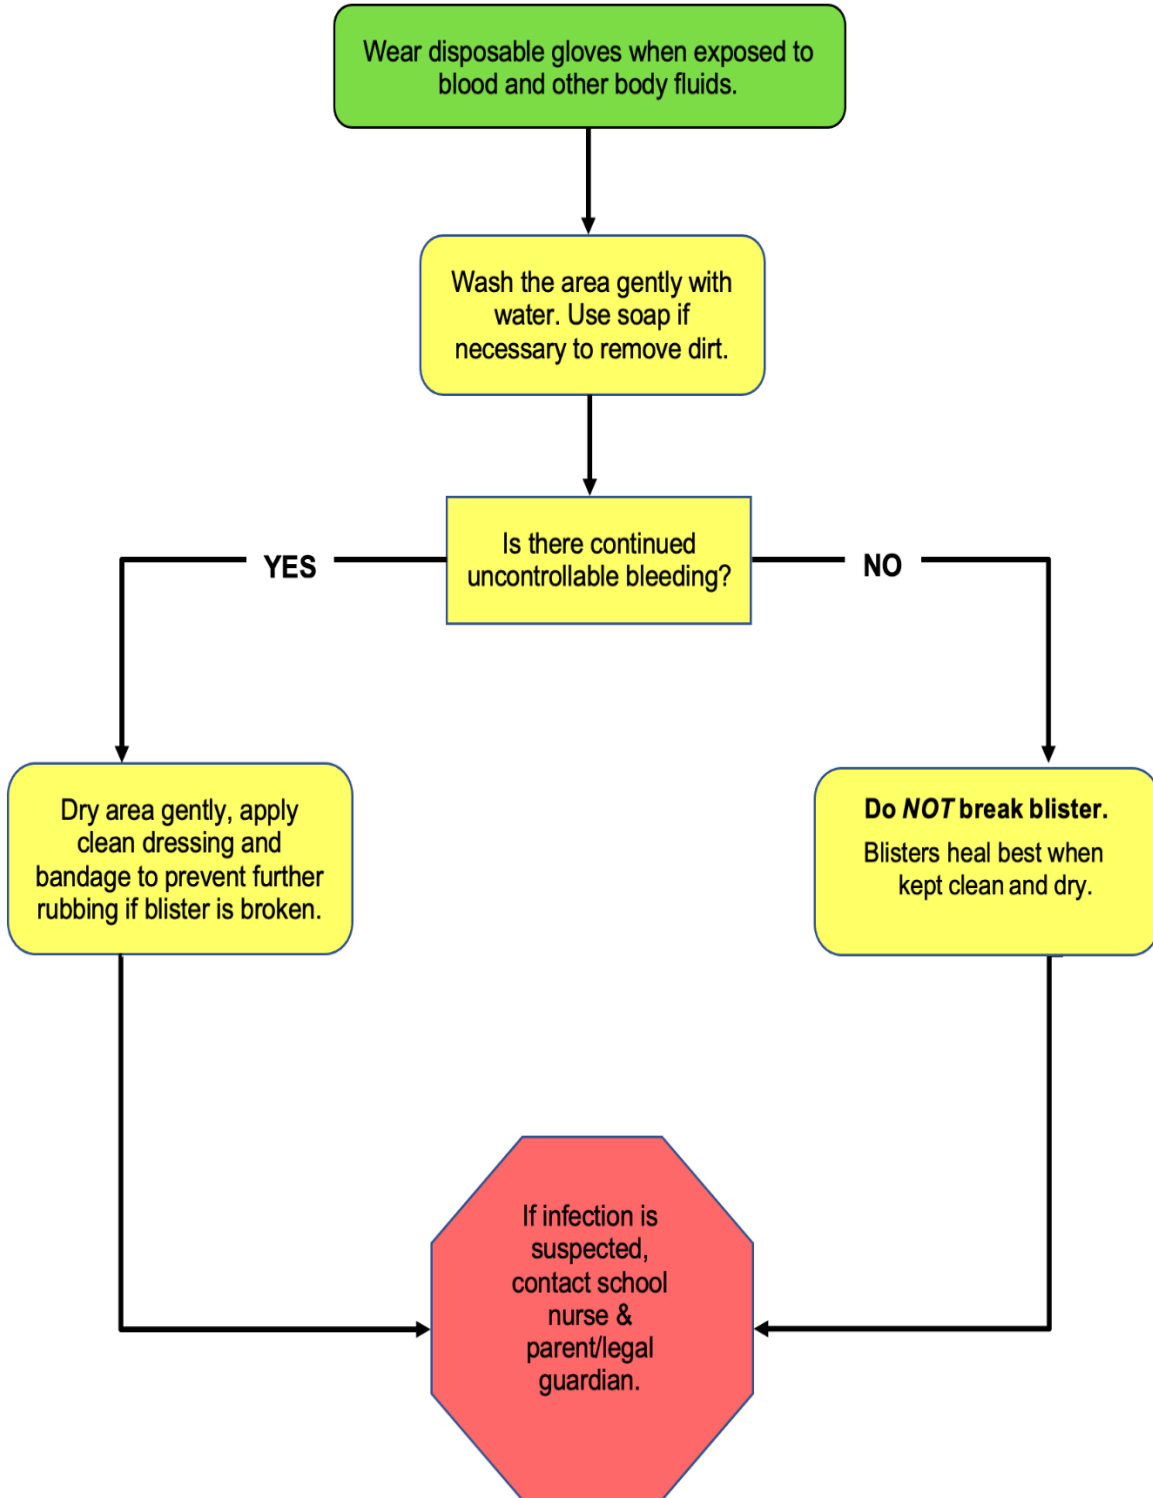 Wear disposable gloves when exposed to
blood and other body fluids.
Wash the area gently with
water. Use soap if
necessary to remove dirt.
Is there continued
uncontrollable bleeding?
YES
NO
Dry area gently, apply
clean dressing and
bandage to prevent further
rubbing if blister is broken.
Do NOT break blister.
Blisters heal best when
kept clean and dry.
If infection is
suspected,
contact school
nurse &
parent/legal
guardian.